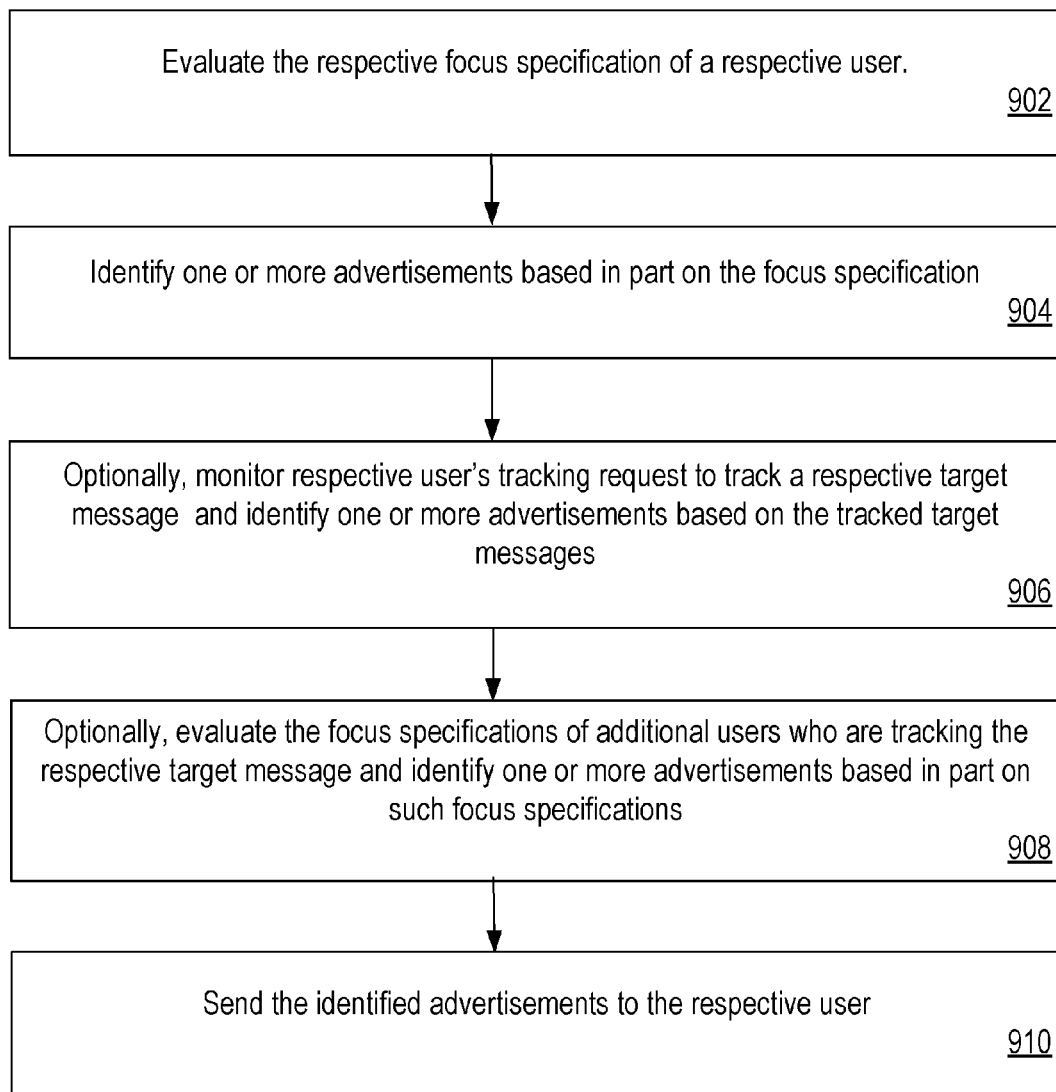 Evaluate the respective focus specification of a respective user.
902
Identify one or more advertisements based in part on the focus specification
904
Optionally, monitor respective user's tracking request to track a respective target
message and identify one or more advertisements based on the tracked target
messages
906
Optionally, evaluate the focus specifications of additional users who are tracking the
respective target message and identify one or more advertisements based in part on
such focus specifications
908
Send the identified advertisements to the respective user
910